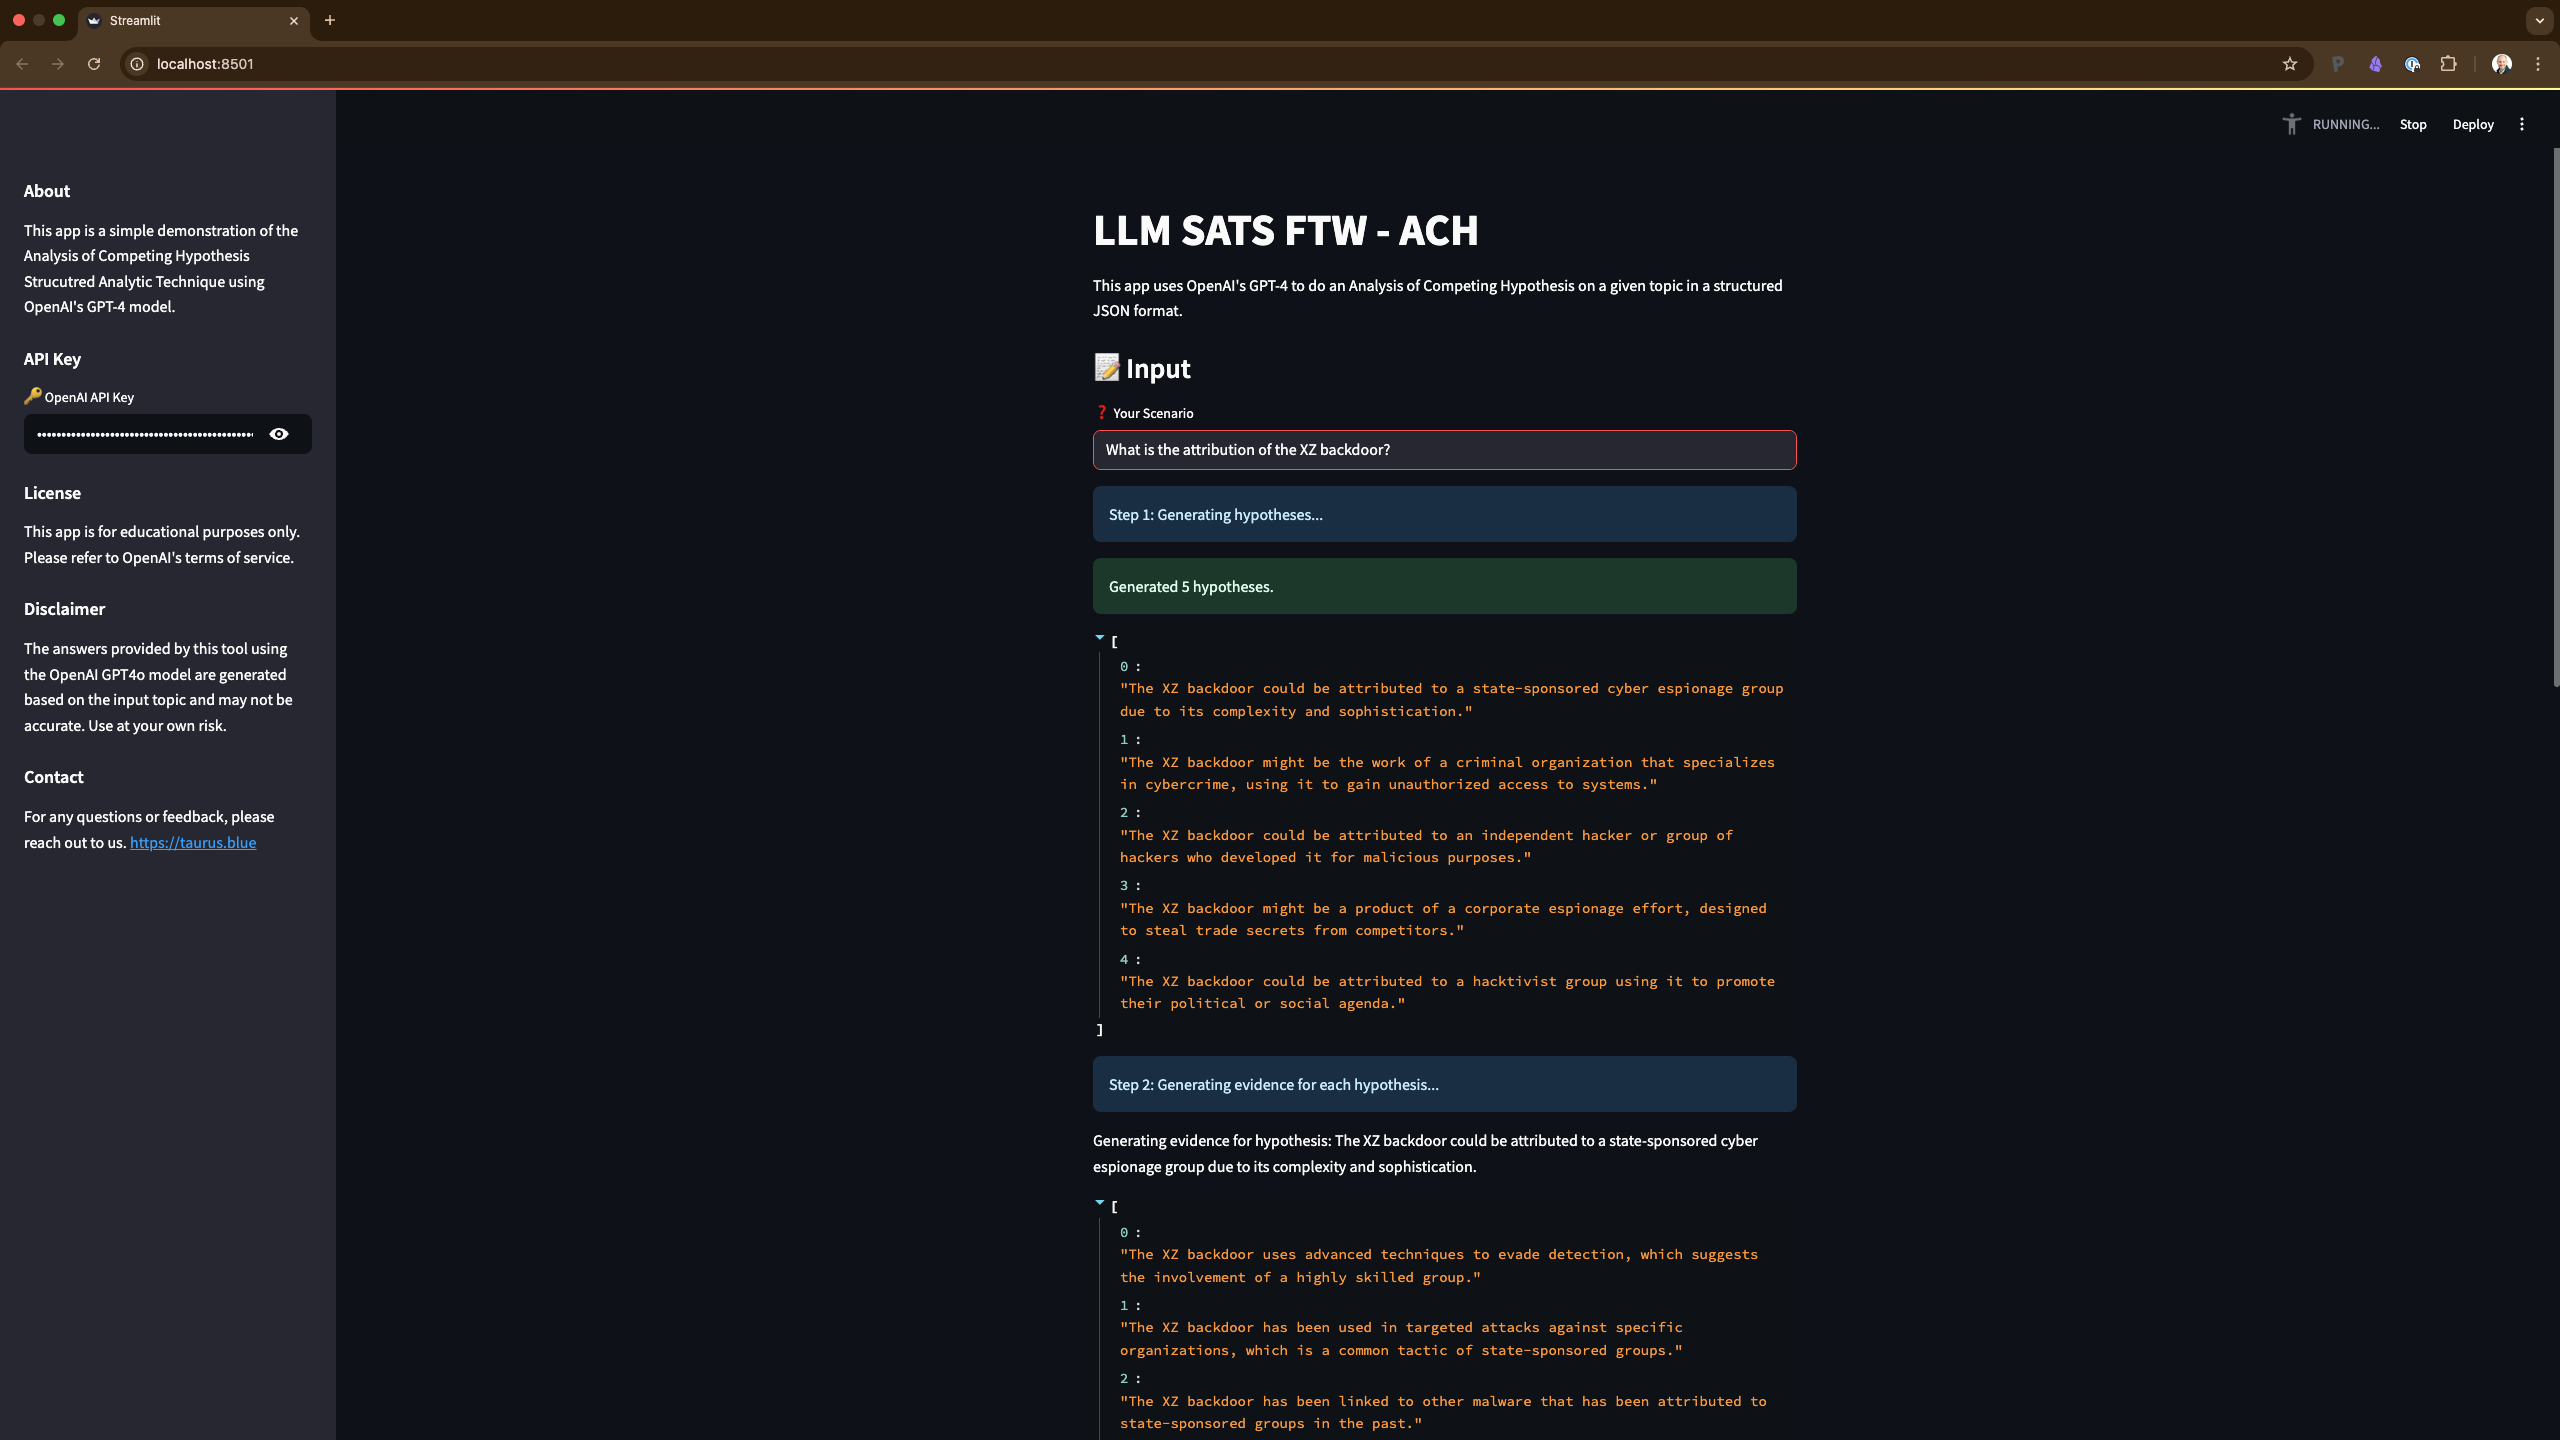 Streamlit
localhost:8501
RUNNING...
Stop
Deploy
About
This app is a simple demonstration of the
Analysis of Competing Hypothesis
Strucutred Analytic Technique using
OpenAI's GPT-4 model.
API Key
🔑 OpenAI API Key
License
This app is for educational purposes only.
Please refer to OpenAI's terms of service.
Disclaimer
The answers provided by this tool using
the OpenAI GPT4o model are generated
based on the input topic and may not be
accurate. Use at your own risk.
Contact
For any questions or feedback, please
reach out to us. https://taurus.blue
LLM SATS FTW - ACH
This app uses OpenAI's GPT-4 to do an Analysis of Competing Hypothesis on a given topic in a structured
JSON format.
📝 Input
❓ Your Scenario
What is the attribution of the XZ backdoor?
Step 1: Generating hypotheses...
Generated 5 hypotheses.
[
0 :
"The XZ backdoor could be attributed to a state-sponsored cyber espionage group
due to its complexity and sophistication."
1 :
"The XZ backdoor might be the work of a criminal organization that specializes
in cybercrime, using it to gain unauthorized access to systems."
2 :
"The XZ backdoor could be attributed to an independent hacker or group of
hackers who developed it for malicious purposes."
3 :
"The XZ backdoor might be a product of a corporate espionage effort, designed
to steal trade secrets from competitors."
4 :
"The XZ backdoor could be attributed to a hacktivist group using it to promote
their political or social agenda."
]
Step 2: Generating evidence for each hypothesis...
Generating evidence for hypothesis: The XZ backdoor could be attributed to a state-sponsored cyber
espionage group due to its complexity and sophistication.
[
0 :
"The XZ backdoor uses advanced techniques to evade detection, which suggests
the involvement of a highly skilled group."
1 :
"The XZ backdoor has been used in targeted attacks against specific
organizations, which is a common tactic of state-sponsored groups."
2 :
"The XZ backdoor has been linked to other malware that has been attributed to
state-sponsored groups in the past."